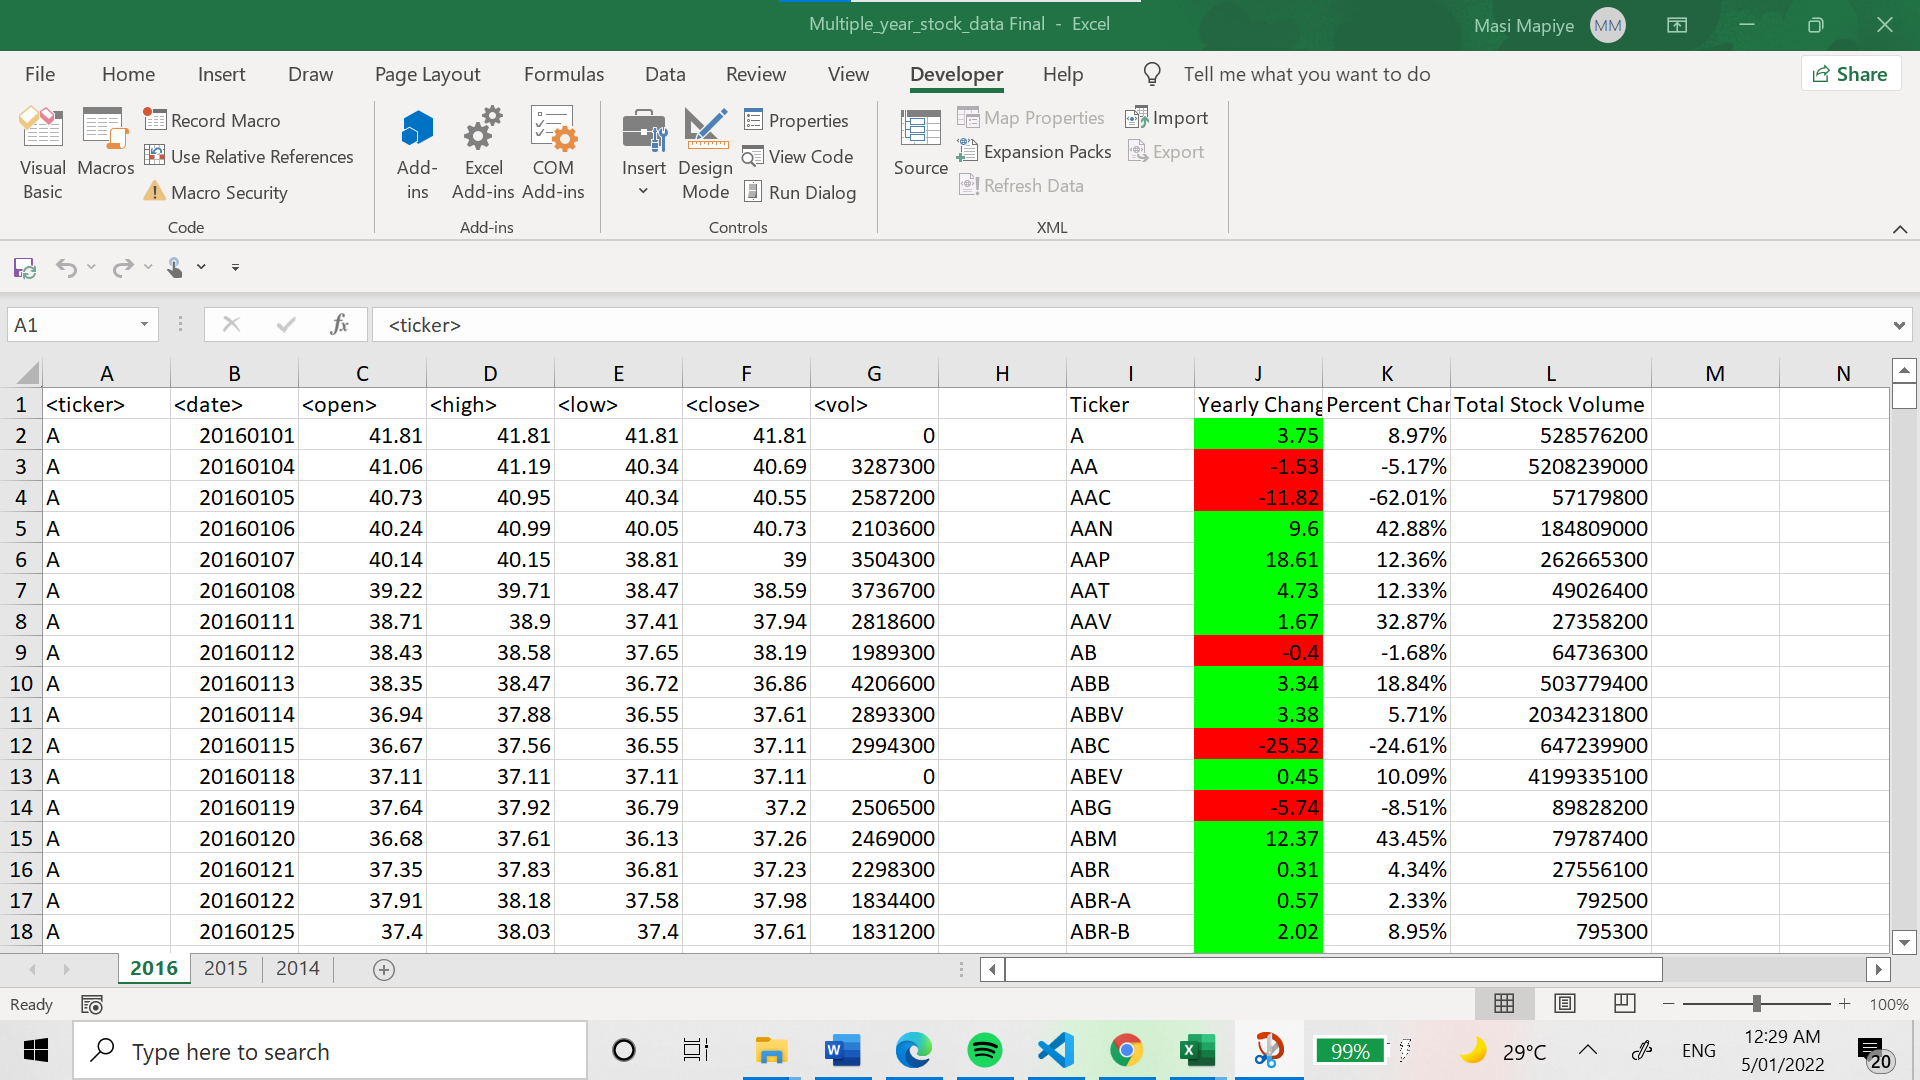 Multiple_year_stock_data Final - Excel
Masi Mapiye MM
File Home Insert Draw Page Layout Formulas Data Review View Developer Help Tell me what you want to do Share
Visual Basic
Macros
Record Macro
Use Relative References
Macro Security
Code
Add-ins
Excel Add-ins
COM Add-ins
Add-ins
Insert
Design Mode
Properties
View Code
Run Dialog
Controls
Source
Map Properties
Expansion Packs
Refresh Data
Import
Export
XML
A1 fx <ticker>
A B C D E F G H I J K L M N
1 <ticker> <date> <open> <high> <low> <close> <vol> Ticker Yearly Chang Percent Char Total Stock Volume
2 A 20160101 41.81 41.81 41.81 41.81 0 A 3.75 8.97% 528576200
3 A 20160104 41.06 41.19 40.34 40.69 3287300 AA -1.53 -5.17% 5208239000
4 A 20160105 40.73 40.95 40.34 40.55 2587200 AAC -11.82 -62.01% 57179800
5 A 20160106 40.24 40.99 40.05 40.73 2103600 AAN 9.6 42.88% 184809000
6 A 20160107 40.14 40.15 38.81 39 3504300 AAP 18.61 12.36% 262665300
7 A 20160108 39.22 39.71 38.47 38.59 3736700 AAT 4.73 12.33% 49026400
8 A 20160111 38.71 38.9 37.41 37.94 2818600 AAV 1.67 32.87% 27358200
9 A 20160112 38.43 38.58 37.65 38.19 1989300 AB -0.4 -1.68% 64736300
10 A 20160113 38.35 38.47 36.72 36.86 4206600 ABB 3.34 18.84% 503779400
11 A 20160114 36.94 37.88 36.55 37.61 2893300 ABBV 3.38 5.71% 2034231800
12 A 20160115 36.67 37.56 36.55 37.11 2994300 ABC -25.52 -24.61% 647239900
13 A 20160118 37.11 37.11 37.11 37.11 0 ABEV 0.45 10.09% 4199335100
14 A 20160119 37.64 37.92 36.79 37.2 2506500 ABG -5.74 -8.51% 89828200
15 A 20160120 36.68 37.61 36.13 37.26 2469000 ABM 12.37 43.45% 79787400
16 A 20160121 37.35 37.83 36.81 37.23 2298300 ABR 0.31 4.34% 27556100
17 A 20160122 37.91 38.18 37.58 37.98 1834400 ABR-A 0.57 2.33% 792500
18 A 20160125 37.4 38.03 37.4 37.61 1831200 ABR-B 2.02 8.95% 795300
2016 2015 2014
Ready 100%
Type here to search 99% 29°C ENG 12:29 AM
5/01/2022 20